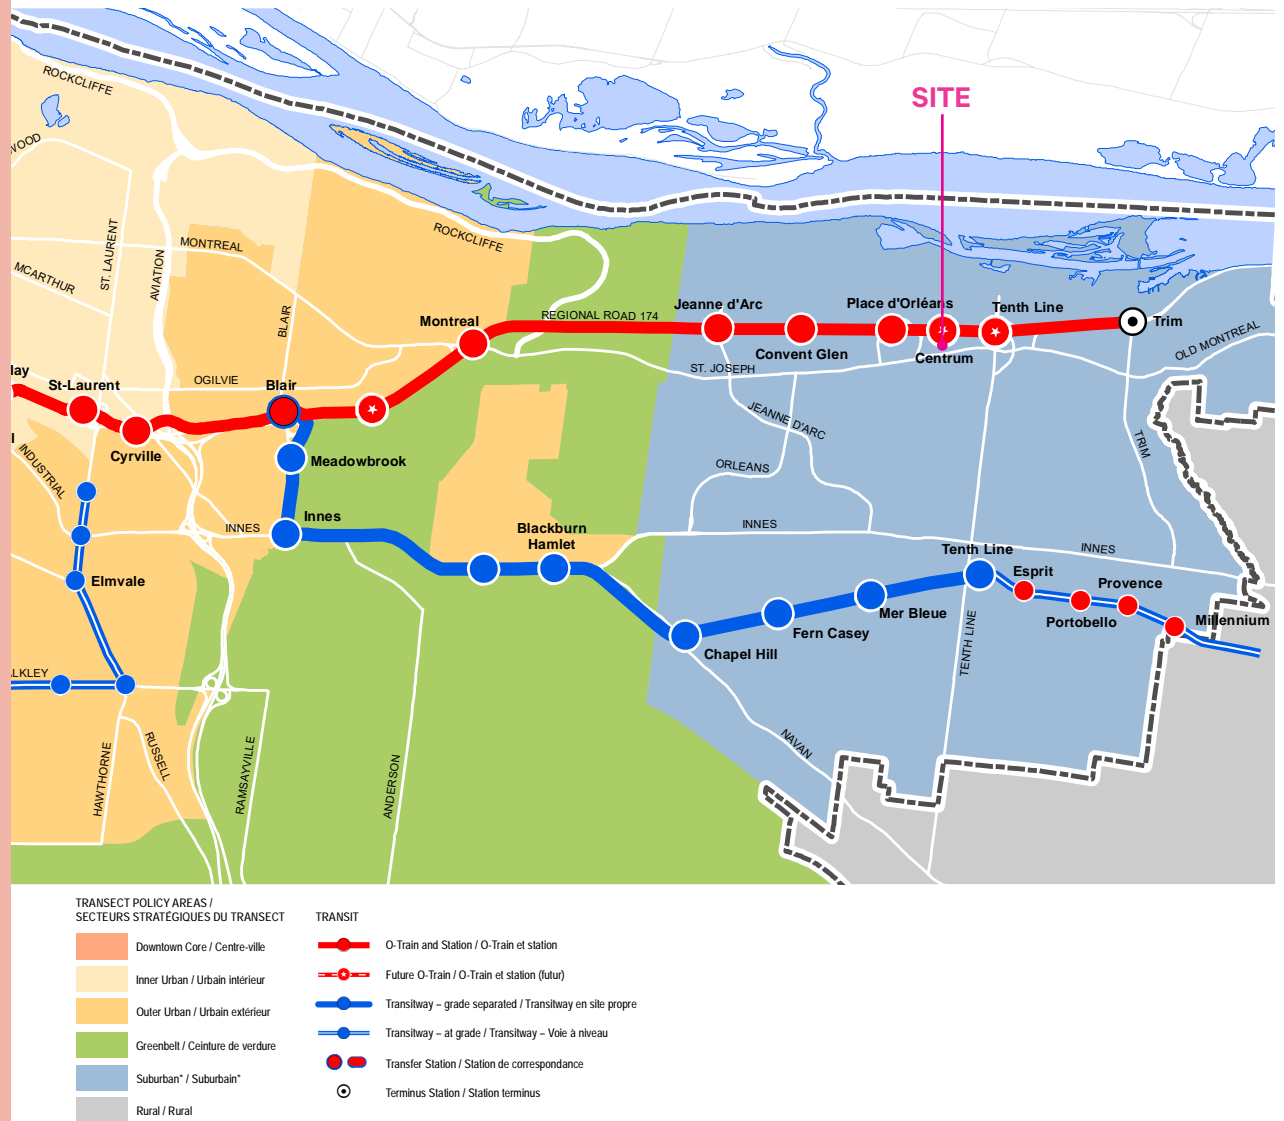 SITE
ROCKCLIFFE
WOOD
ST. LAURENT
AVIATION
MONTREAL
ROCKCLIFFE
MCARTHUR
BLAIR
Montreal
REGIONAL ROAD 174
Jeanne d'Arc
Place d'Orléans
Tenth Line
Trim
Convent Glen
Centrum
OLD MONTREAL
ST. JOSEPH
lay
St-Laurent
OGILVIE
Blair
JEANNE D'ARC
Cyrville
Meadowbrook
INDUSTRIAL
ORLEANS
TRIM
Innes
INNES
Blackburn
Hamlet
INNES
INNES
Tenth Line
Esprit
Provence
Elmvale
Portobello
Millennium
Mer Bleue
Fern Casey
Chapel Hill
TENTH LINE
ALKLEY
NAVAN
HAWTHORNE
RUSSELL
RAMSAYVILLE
ANDERSON
TRANSECT POLICY AREAS /
SECTEURS STRATÉGIQUES DU TRANSECT
Downtown Core / Centre-ville
Inner Urban / Urbain intérieur
Outer Urban / Urbain extérieur
Greenbelt / Ceinture de verdure
Suburban* / Suburbain*
Rural / Rural
TRANSIT
O-Train and Station / O-Train et station
Future O-Train / O-Train et station (futur)
Transitway – grade separated / Transitway en site propre
Transitway – at grade / Transitway – Voie à niveau
Transfer Station / Station de correspondance
Terminus Station / Station terminus